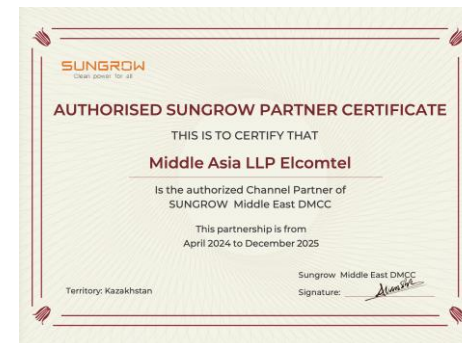 SUNGROW
Clean power for all
AUTHORISED SUNGROW PARTNER CERTIFICATE
THIS IS TO CERTIFY THAT
Middle Asia LLP Elcomtel
Is the authorized Channel Partner of
SUNGROW Middle East DMCC
This partnership is from
April 2024 to December 2025
Sungrow Middle East DMCC
Territory: Kazakhstan
Signature: